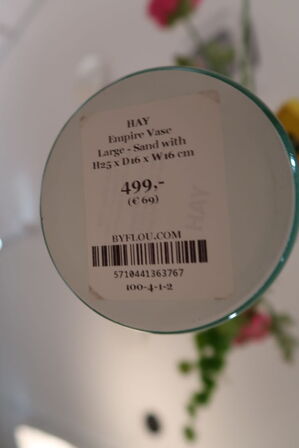 HAY
Empire Vase
Large - Sand with
H25 x D16 x W16 cm
499,-
(€ 69)
HAY
BYFLOU.COM
5710441363767
100-4-1-2